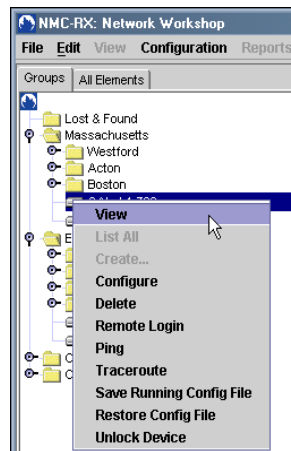 NMC-RX: Network Workshop
File Edit View Configuration Reports
Groups All Elements
Lost & Found
Massachusetts
Westford
Acton
Boston
View
List All
Create...
Configure
Delete
Remote Login
Ping
Traceroute
Save Running Config File
Restore Config File
Unlock Device